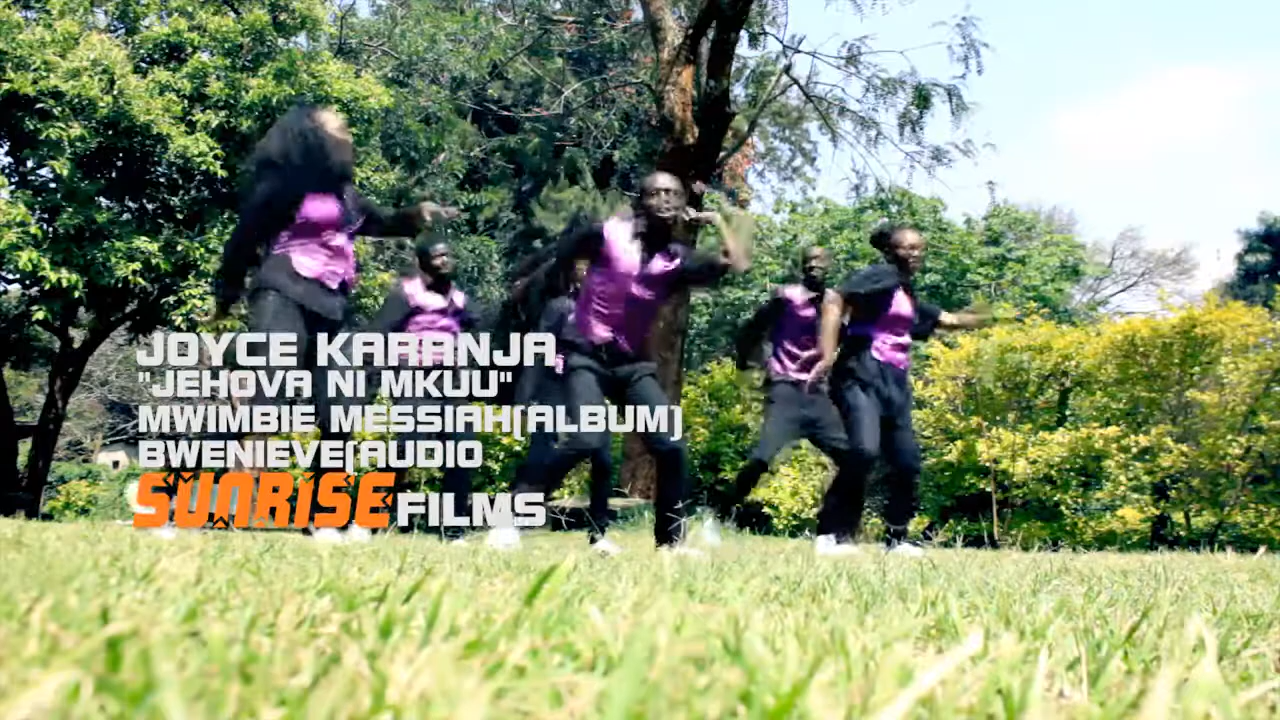 JOYCE KARANJA
"JEHOVA NI MKUU"
MWIMBIE MESSIAH(ALBUM)
BWENIEVE(AUDIO
SUNRISE FILMS